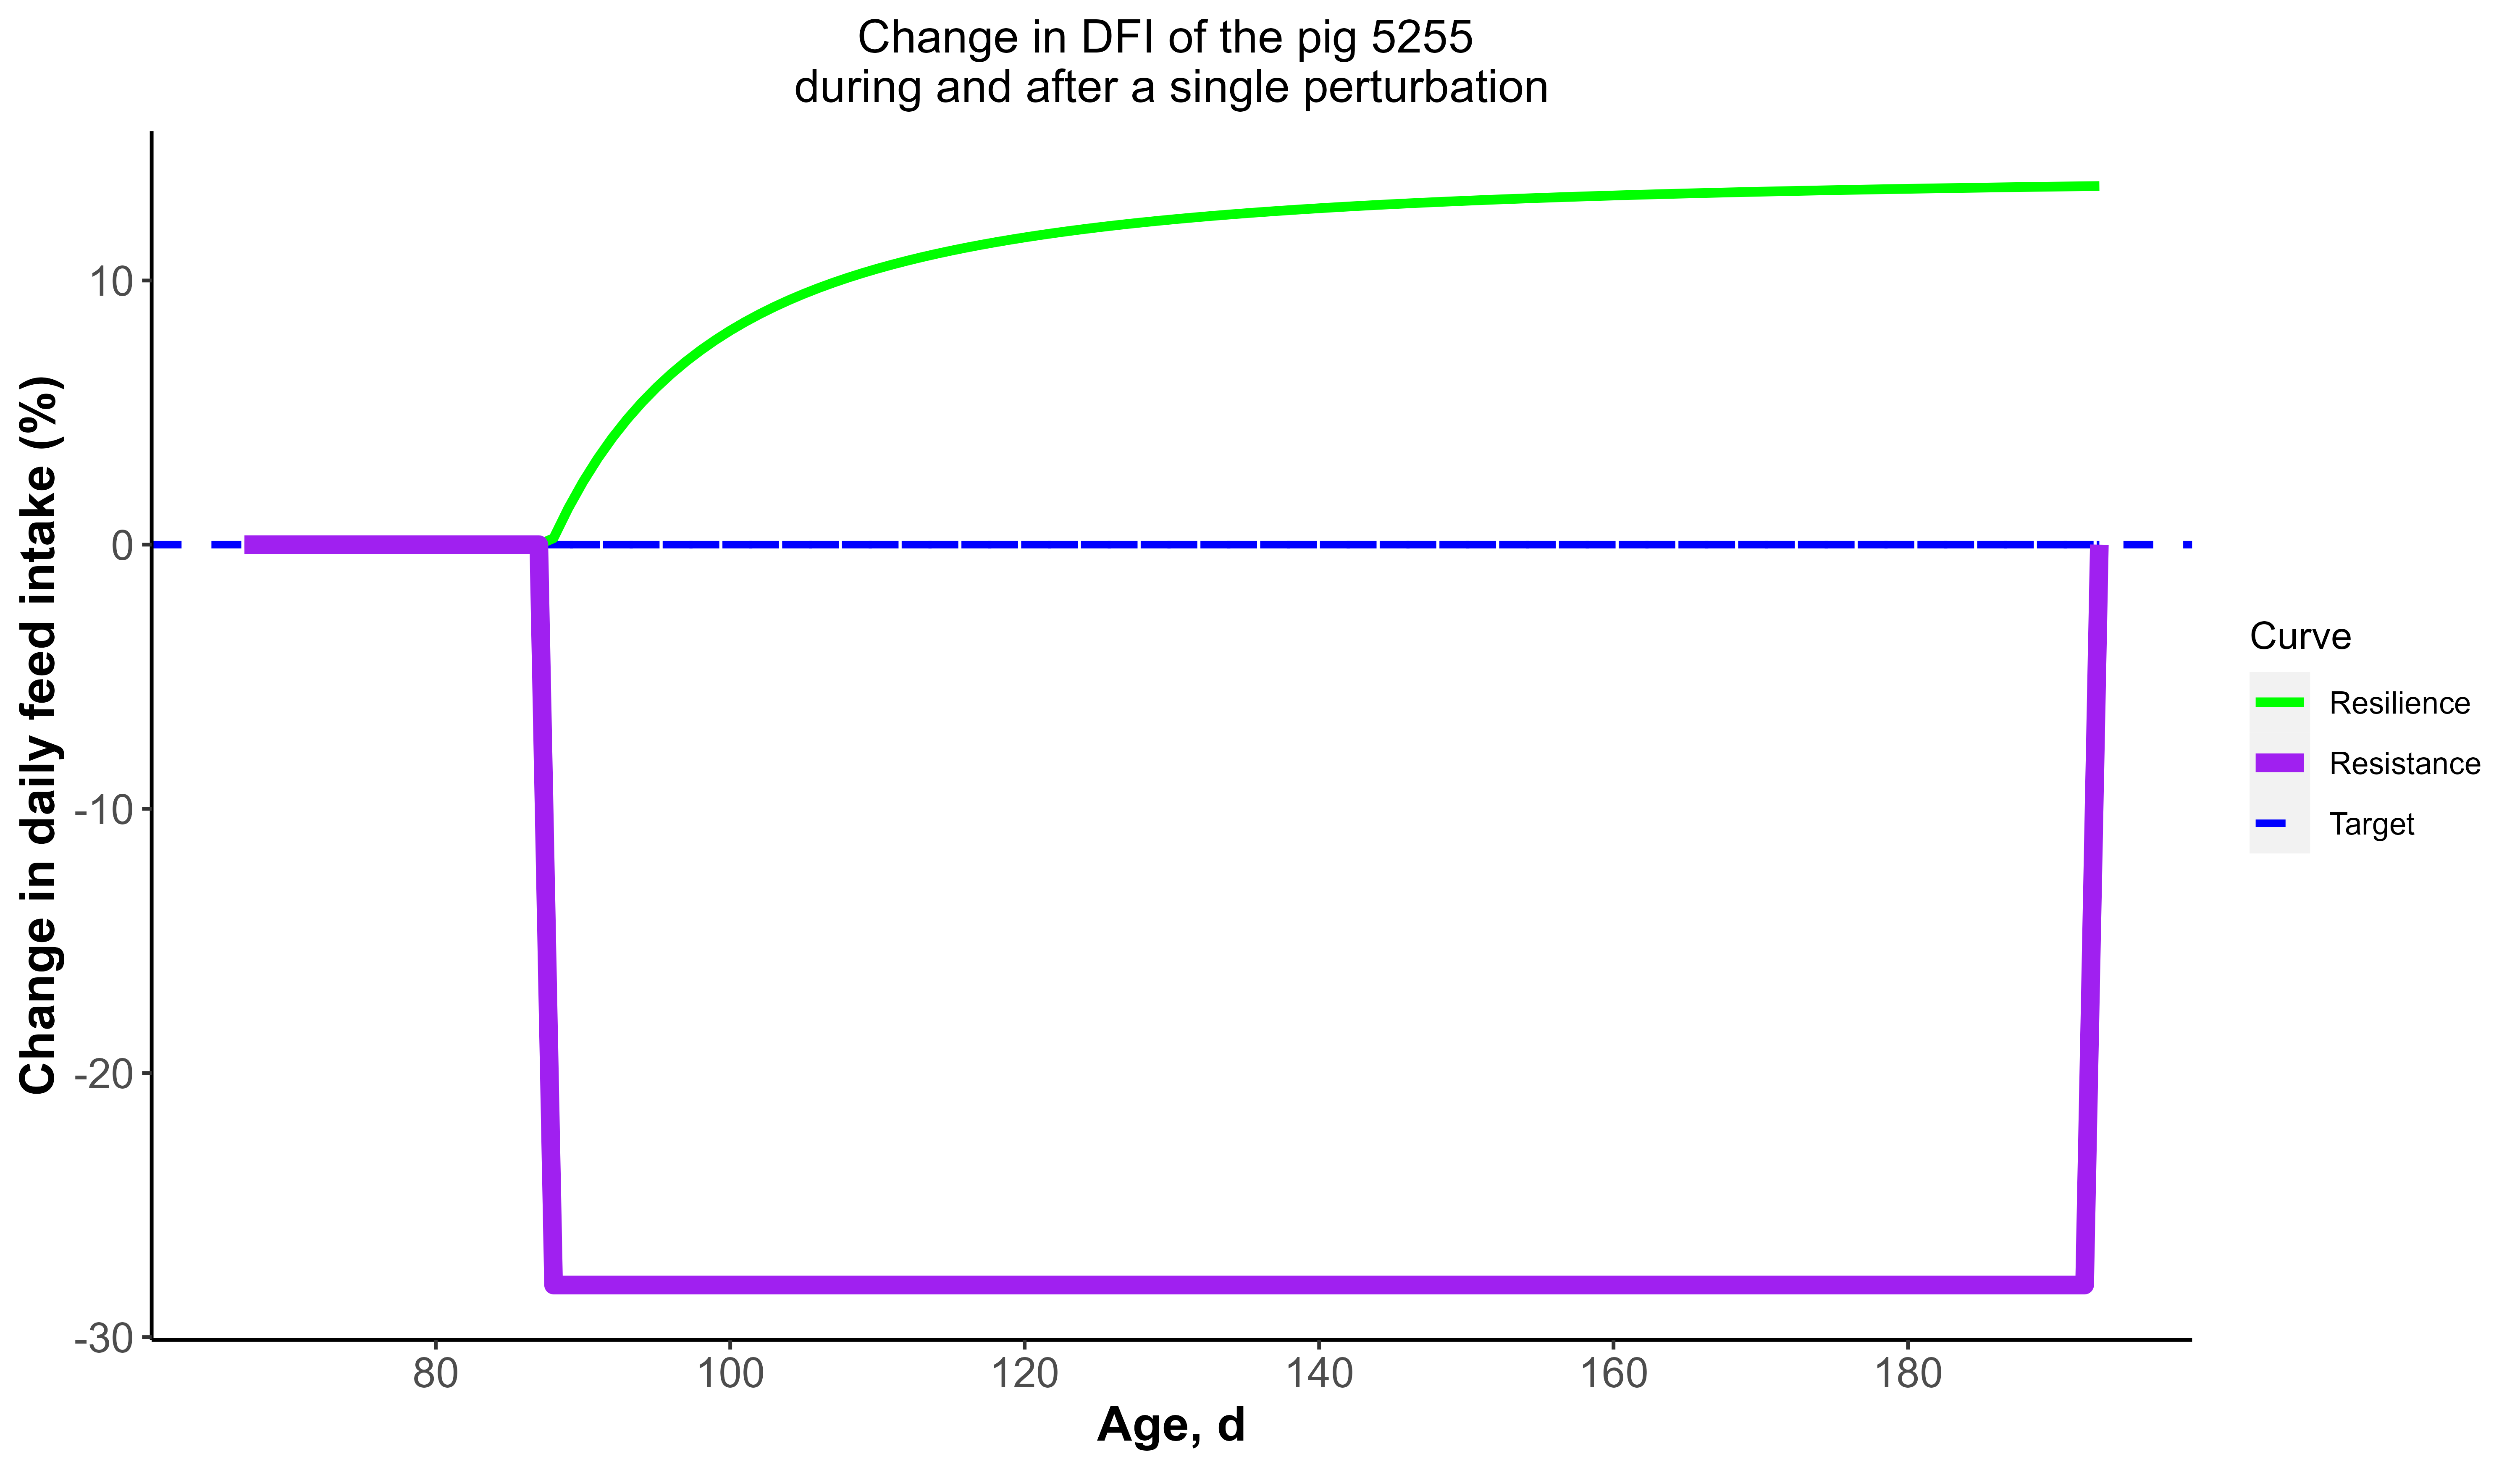 Change in DFI of the pig 5255
during and after a single perturbation
Change in daily feed intake (%)
10
0
-10
-20
-30
80
100
120
140
160
180
Age, d
Curve
Resilience
Resistance
Target